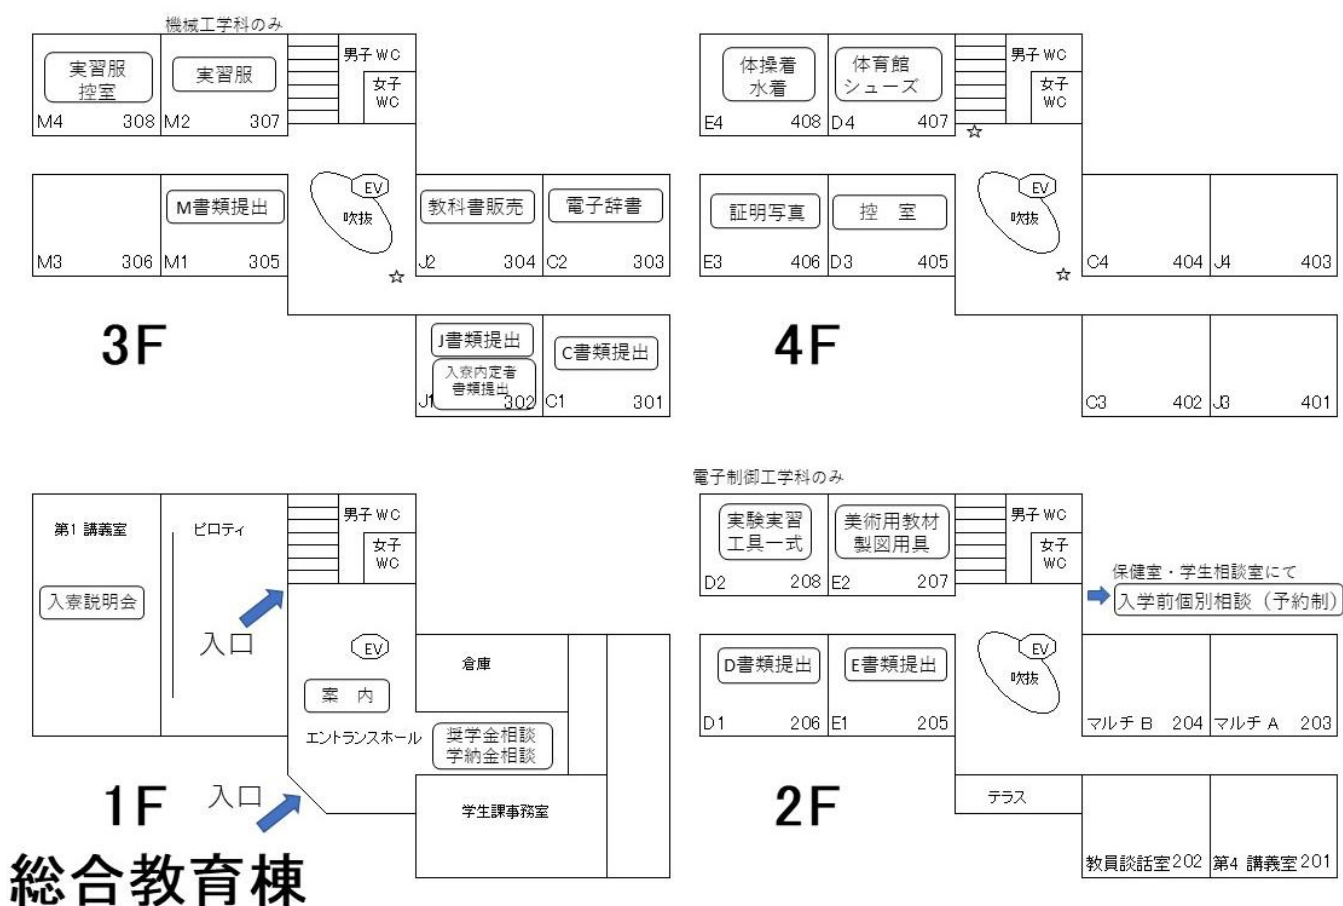 機械工学科のみ
実習服
控室
M4 308
実習服
M2 307
男子 WC
女子
WC
M3 306
M書類提出
M1 305
EV
吹抜
☆
教科書販売
J2 304
電子辞書
C2 303
3F
J書類提出
入寮内定者
書類提出
J1 302
C書類提出
C1 301
体操着
水着
E4 408
体育館
シューズ
D4 407
男子 WC
女子
WC
☆
証明写真
E3 406
控 室
D3 405
EV
吹抜
☆
C4 404
J4 403
4F
C3 402
J3 401
第1 講義室
入寮説明会
ピロティ
入口
男子 WC
女子
WC
EV
案 内
エントランスホール
倉庫
奨学金相談
学納金相談
学生課事務室
1F
入口
総合教育棟
電子制御工学科のみ
実験実習
工具一式
D2 208
美術用教材
製図用具
E2 207
男子 WC
女子
WC
保健室・学生相談室にて
入学前個別相談（予約制）
D書類提出
D1 206
E書類提出
E1 205
EV
吹抜
マルチ B 204
マルチ A 203
2F
テラス
教員談話室 202
第4 講義室 201